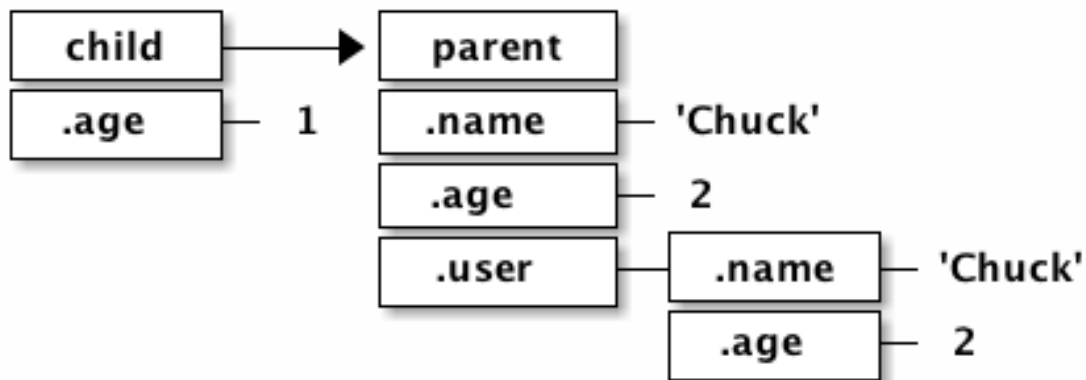 child parent
.age 1 .name 'Chuck'
.age 2
.user .name 'Chuck'
.age 2